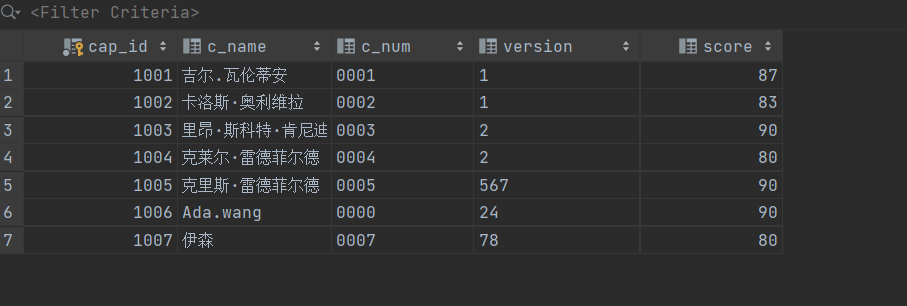 <Filter Criteria>
cap_id c_name c_num version score
1 1001 吉尔.瓦伦蒂安 0001 1 87
2 1002 卡洛斯·奥利维拉 0002 1 83
3 1003 里昂·斯科特·肯尼迪 0003 2 90
4 1004 克莱尔·雷德菲尔德 0004 2 80
5 1005 克里斯·雷德菲尔德 0005 567 90
6 1006 Ada.wang 0000 24 90
7 1007 伊森 0007 78 80